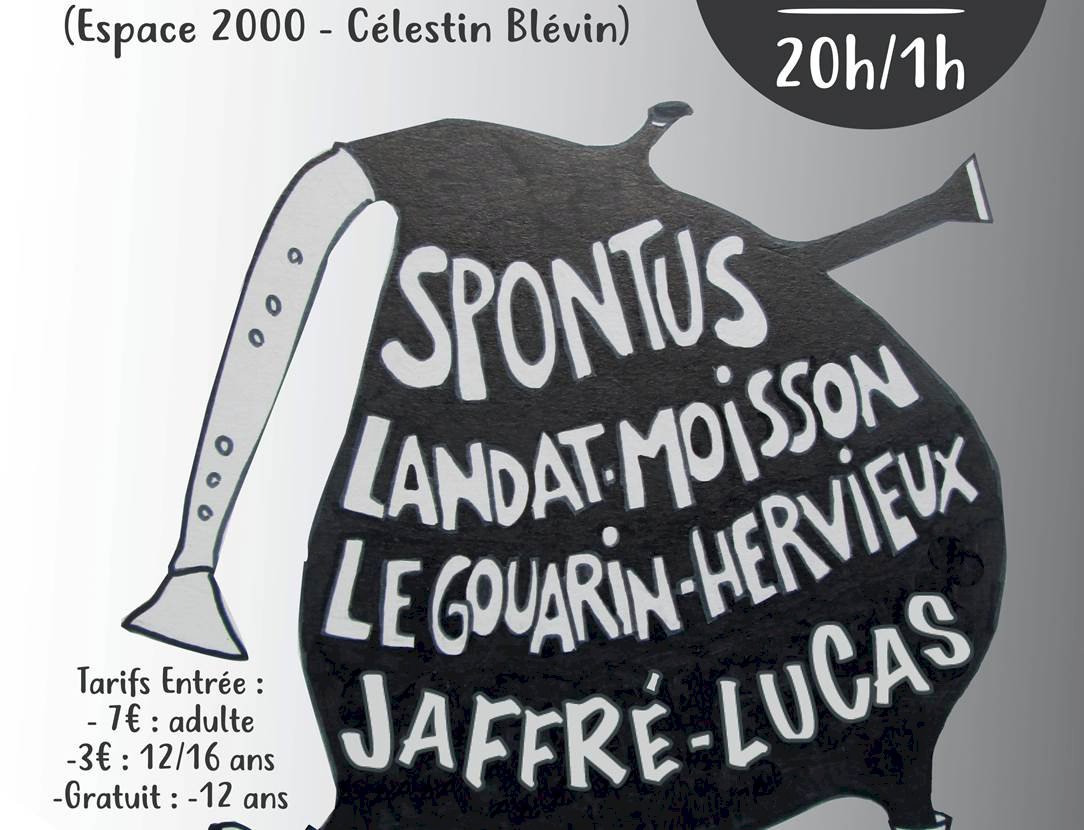 (Espace 2000 - Célestin Blévin)
20h/1h
SPONTUS
LANDAT-MOISSON
LE GOUARIN-HERVIEUX
JAFFRÉ-LUCAS
Tarifs Entrée :
- 7€ : adulte
-3€ : 12/16 ans
-Gratuit : -12 ans